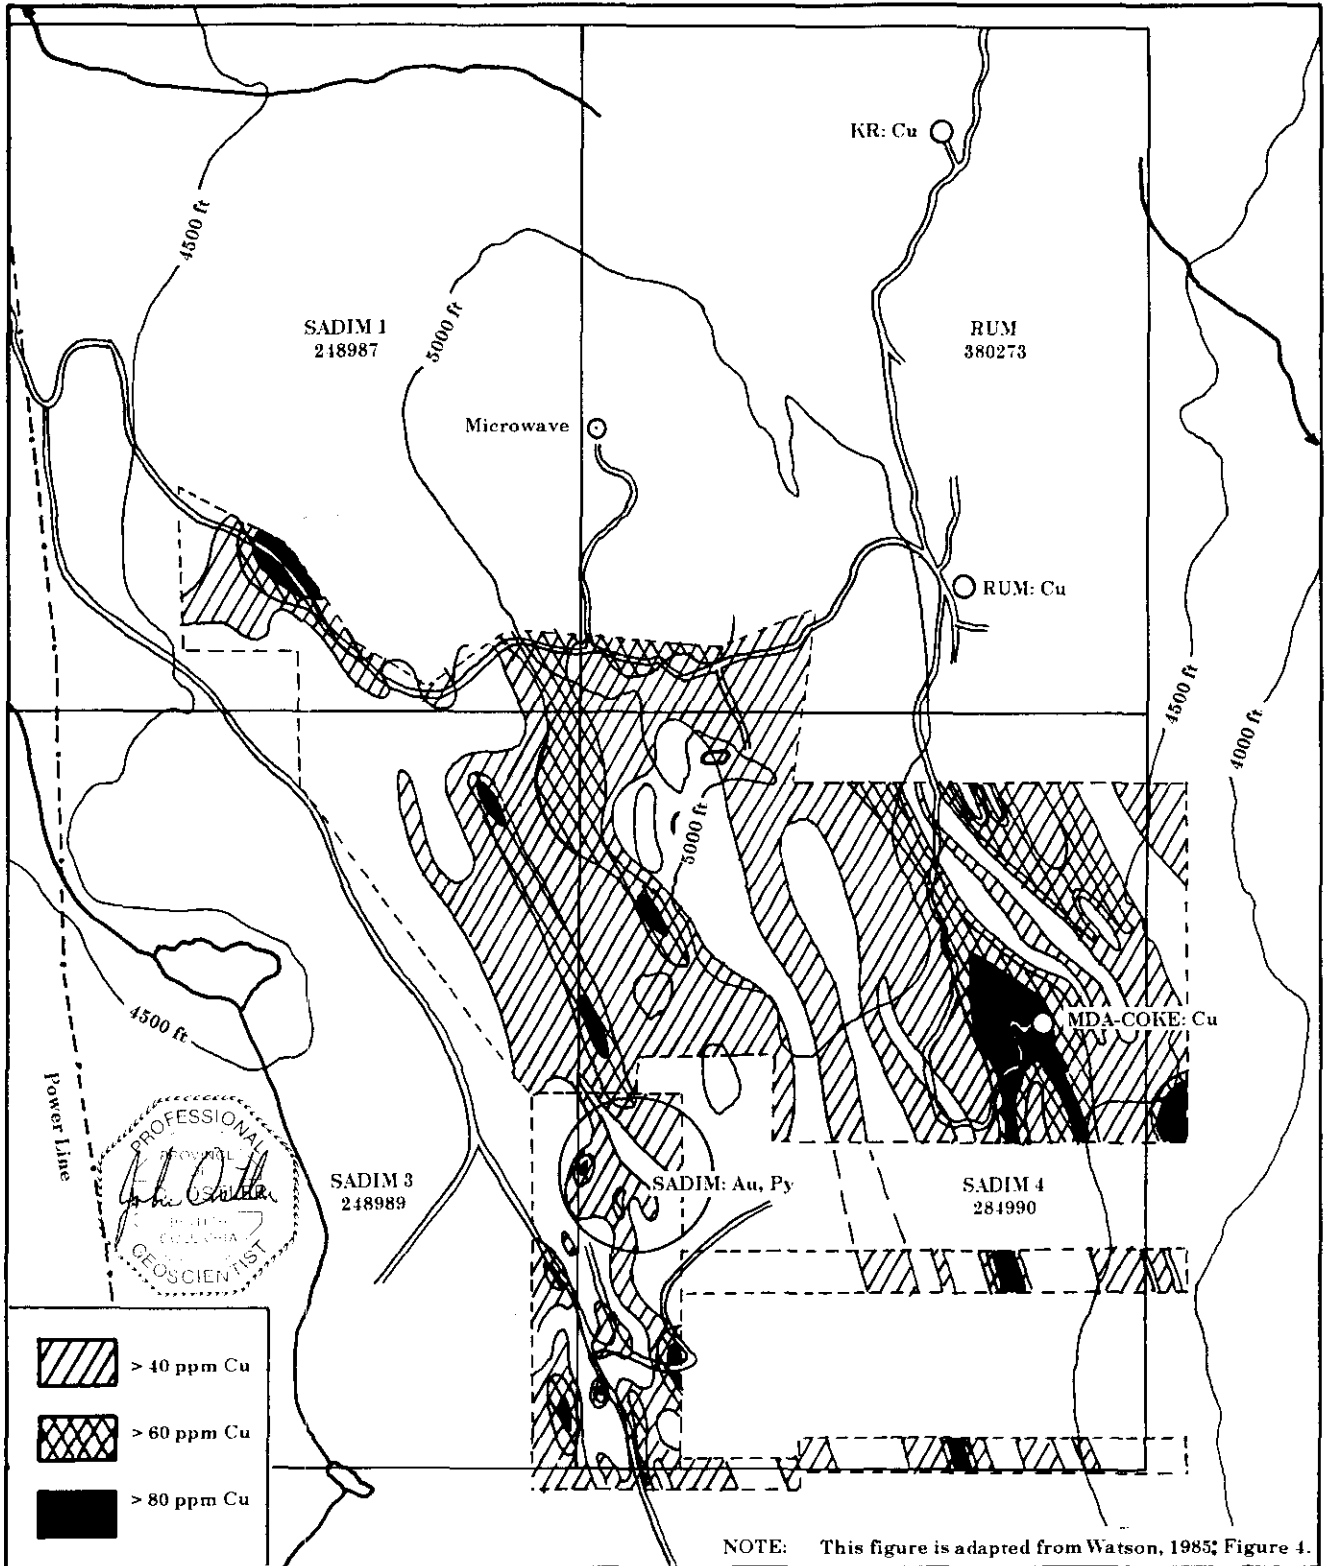 KR: Cu
4500 ft
SADIM 1
248987
5000 ft
RUM
380273
Microwave
RUM: Cu
4500 ft
4000 ft
5000 ft
MDA-COKE: Cu
4500 ft
Power Line
PROFESSIONAL
PROVINCE
OSTLER
COLUMBIA
GEOSCIENTIST
SADIM 3
248989
SADIM: Au, Py
SADIM 4
284990
> 40 ppm Cu
> 60 ppm Cu
> 80 ppm Cu
NOTE: This figure is adapted from Watson, 1985; Figure 4.